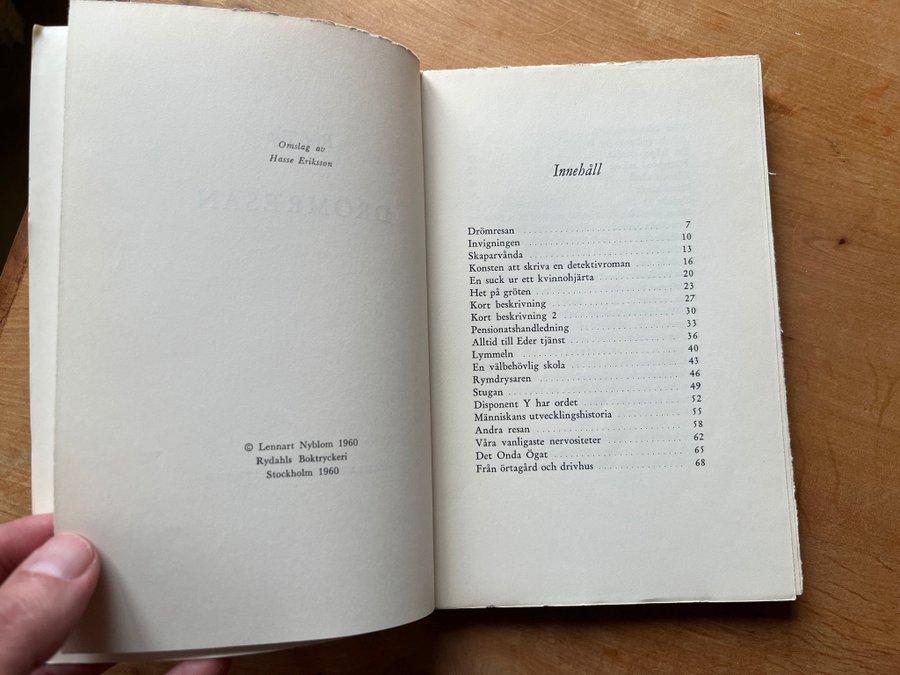 Omslag av
Hasse Eriksson
DRÖMRESAN
© Lennart Nyblom 1960
Rydahls Boktryckeri
Stockholm 1960
Innehåll
Drömresan 7
Invigningen 10
Skaparvånda 13
Konsten att skriva en detektivroman 16
En suck ur ett kvinnohjärta 20
Het på gröten 23
Kort beskrivning 27
Kort beskrivning 2 30
Pensionatshandledning 33
Alltid till Eder tjänst 36
Lymmeln 40
En välbehövlig skola 43
Rymdrysaren 46
Stugan 49
Disponent Y har ordet 52
Människans utvecklingshistoria 55
Andra resan 58
Våra vanligaste nervositeter 62
Det Onda Ögat 65
Från örtagård och drivhus 68